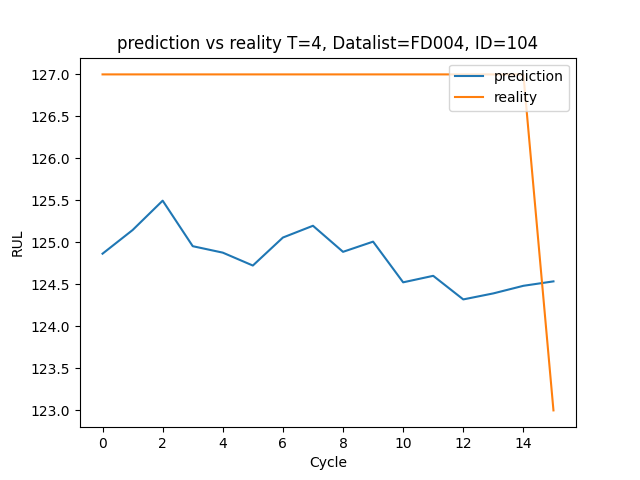 prediction vs reality T=4, Datalist=FD004, ID=104
127.0
126.5
126.0
125.5
125.0
124.5
124.0
123.5
123.0
RUL
prediction
reality
0 2 4 6 8 10 12 14
Cycle